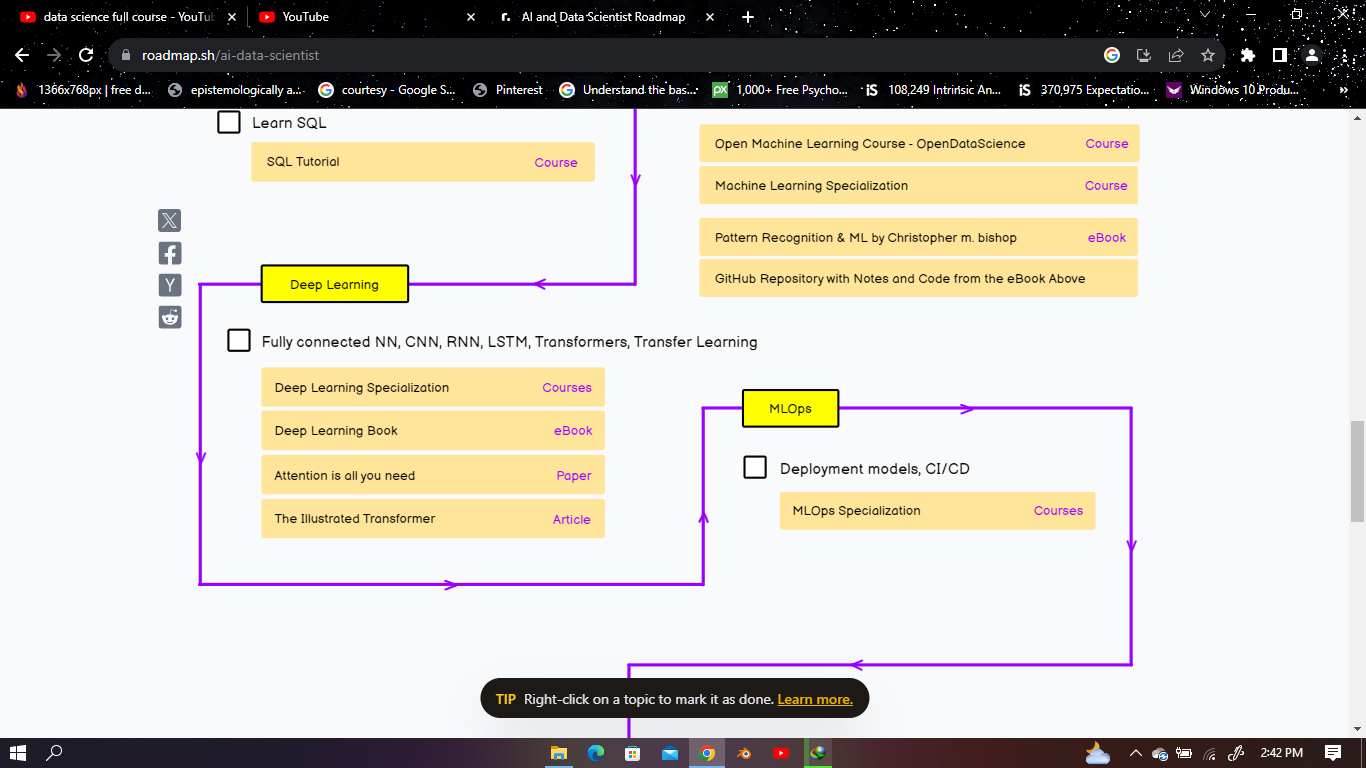 data science full course - YouTu
YouTube
AI and Data Scientist Roadmap
roadmap.sh/ai-data-scientist
1366x768px | free d...
epistemologically a...
courtesy - Google S...
Pinterest
Understand the bas...
1,000+ Free Psycho...
108,249 Intrinsic An...
370,975 Expectatio...
Windows 10 Produ...
Learn SQL
SQL Tutorial Course
Open Machine Learning Course - OpenDataScience Course
Machine Learning Specialization Course
Pattern Recognition & ML by Christopher m. bishop eBook
GitHub Repository with Notes and Code from the eBook Above
Deep Learning
Fully connected NN, CNN, RNN, LSTM, Transformers, Transfer Learning
Deep Learning Specialization Courses
Deep Learning Book eBook
Attention is all you need Paper
The Illustrated Transformer Article
MLOps
Deployment models, CI/CD
MLOps Specialization Courses
TIP Right-click on a topic to mark it as done. Learn more.
2:42 PM